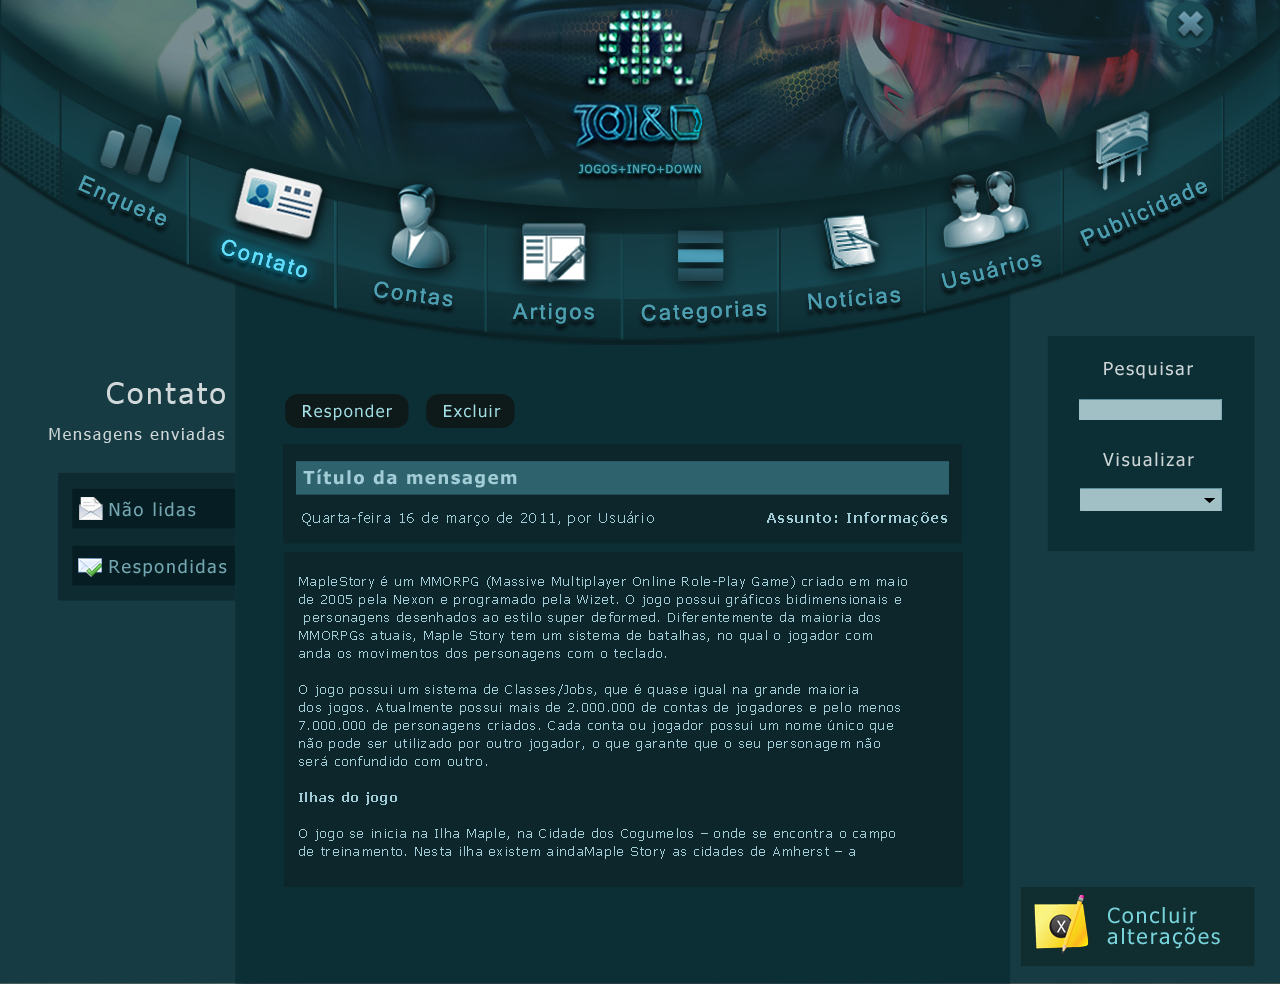 JOI&D
JOGOS+INFO+DOWN
Enquete
Contato
Contas
Artigos
Categorias
Notícias
Usuários
Publicidade
Contato
Mensagens enviadas
Não lidas
Respondidas
Responder
Excluir
Título da mensagem
Quarta-feira 16 de março de 2011, por Usuário
Assunto: Informações
MapleStory é um MMORPG (Massive Multiplayer Online Role-Play Game) criado em maio
de 2005 pela Nexon e programado pela Wizet. O jogo possui gráficos bidimensionais e
personagens desenhados ao estilo super deformed. Diferentemente da maioria dos
MMORPGs atuais, Maple Story tem um sistema de batalhas, no qual o jogador com
anda os movimentos dos personagens com o teclado.
O jogo possui um sistema de Classes/Jobs, que é quase igual na grande maioria
dos jogos. Atualmente possui mais de 2.000.000 de contas de jogadores e pelo menos
7.000.000 de personagens criados. Cada conta ou jogador possui um nome único que
não pode ser utilizado por outro jogador, o que garante que o seu personagem não
será confundido com outro.
Ilhas do jogo
O jogo se inicia na Ilha Maple, na Cidade dos Cogumelos – onde se encontra o campo
de treinamento. Nesta ilha existem aindaMaple Story as cidades de Amherst – a
Pesquisar
Visualizar
X
Concluir
alterações